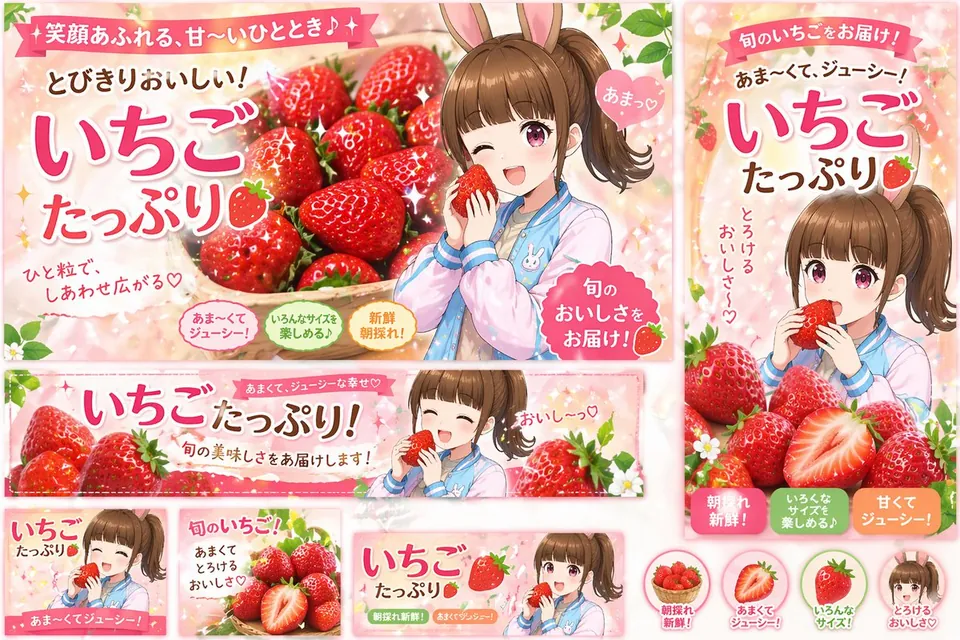 笑顔あふれる、甘〜いひととき♪
とびきりおいしい!
いちご
たっぷり
ひと粒で、
しあわせ広がる♡
あま〜くて
ジューシー!
いろんなサイズを
楽しめる♪
新鮮
朝採れ!
あまっ♡
旬の
おいしさを
お届け!
旬のいちごをお届け!
あま〜くて、ジューシー!
いちご
たっぷり
とろける
おいしさ〜♡
朝採れ
新鮮!
いろんな
サイズを
楽しめる♪
甘くて
ジューシー!
あまくて、ジューシーな幸せ♡
いちごたっぷり!
旬の美味しさをお届けします!
おいし〜っ♡
いちご
たっぷり
あま〜くてジューシー!
旬のいちご!
あまくて
とろける
おいしさ♡
いちご
たっぷり
朝採れ新鮮!
朝採れ
新鮮!
あまくて
ジューシー!
いろんな
サイズ!
とろける
おいしさ♡